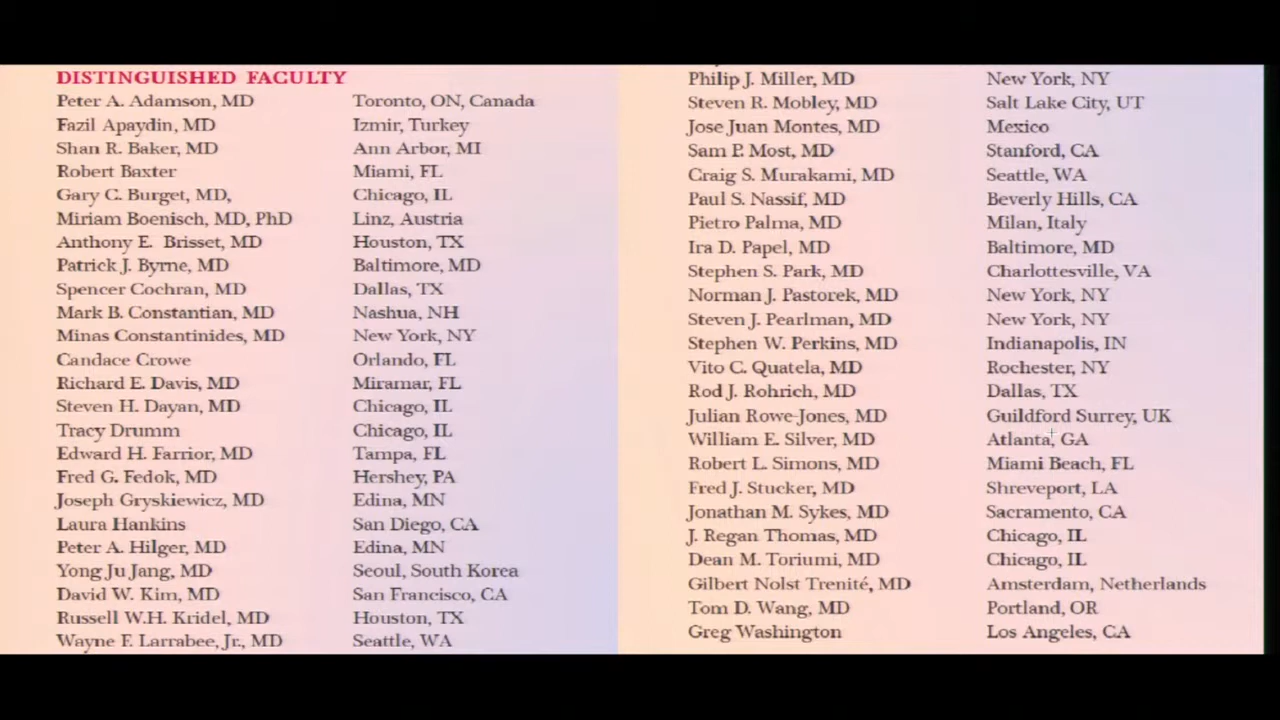 DISTINGUISHED FACULTY
Peter A. Adamson, MD Toronto, ON, Canada
Fazil Apaydin, MD Izmir, Turkey
Shan R. Baker, MD Ann Arbor, MI
Robert Baxter Miami, FL
Gary C. Burget, MD, Chicago, IL
Miriam Boenisch, MD, PhD Linz, Austria
Anthony E. Brisset, MD Houston, TX
Patrick J. Byrne, MD Baltimore, MD
Spencer Cochran, MD Dallas, TX
Mark B. Constantian, MD Nashua, NH
Minas Constantinides, MD New York, NY
Candace Crowe Orlando, FL
Richard E. Davis, MD Miramar, FL
Steven H. Dayan, MD Chicago, IL
Tracy Drumm Chicago, IL
Edward H. Farrior, MD Tampa, FL
Fred G. Fedok, MD Hershey, PA
Joseph Gryskiewicz, MD Edina, MN
Laura Hankins San Diego, CA
Peter A. Hilger, MD Edina, MN
Yong Ju Jang, MD Seoul, South Korea
David W. Kim, MD San Francisco, CA
Russell W.H. Kridel, MD Houston, TX
Wayne F. Larrabee, Jr., MD Seattle, WA
Philip J. Miller, MD New York, NY
Steven R. Mobley, MD Salt Lake City, UT
Jose Juan Montes, MD Mexico
Sam P. Most, MD Stanford, CA
Craig S. Murakami, MD Seattle, WA
Paul S. Nassif, MD Beverly Hills, CA
Pietro Palma, MD Milan, Italy
Ira D. Papel, MD Baltimore, MD
Stephen S. Park, MD Charlottesville, VA
Norman J. Pastorek, MD New York, NY
Steven J. Pearlman, MD New York, NY
Stephen W. Perkins, MD Indianapolis, IN
Vito C. Quatela, MD Rochester, NY
Rod J. Rohrich, MD Dallas, TX
Julian Rowe-Jones, MD Guildford Surrey, UK
William E. Silver, MD Atlanta, GA
Robert L. Simons, MD Miami Beach, FL
Fred J. Stucker, MD Shreveport, LA
Jonathan M. Sykes, MD Sacramento, CA
J. Regan Thomas, MD Chicago, IL
Dean M. Toriumi, MD Chicago, IL
Gilbert Nolst Trenité, MD Amsterdam, Netherlands
Tom D. Wang, MD Portland, OR
Greg Washington Los Angeles, CA